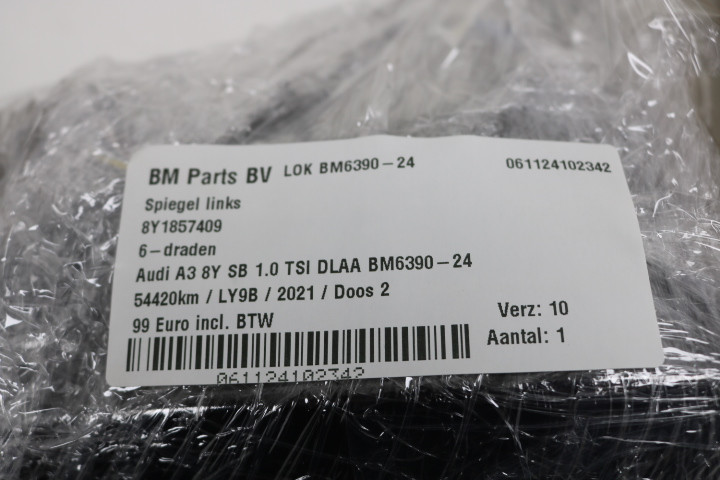 BM Parts BV LOK BM6390-24 061124102342
Spiegel links
8Y1857409
6-draden
Audi A3 8Y SB 1.0 TSI DLAA BM6390-24
54420km / LY9B / 2021 / Doos 2
99 Euro incl. BTW
Verz: 10
Aantal: 1
061124102342